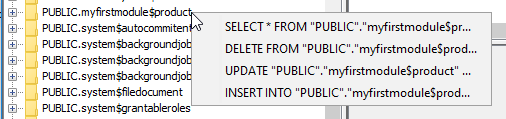 PUBLIC.myfirstmodule$product
PUBLIC.system$autocommitent
PUBLIC.system$backgroundjob
PUBLIC.system$backgroundjob
PUBLIC.system$backgroundjob
PUBLIC.system$filedocument
PUBLIC.system$grantableroles
SELECT * FROM "PUBLIC"."myfirstmodule$pr...
DELETE FROM "PUBLIC"."myfirstmodule$prod...
UPDATE "PUBLIC"."myfirstmodule$product" ...
INSERT INTO "PUBLIC"."myfirstmodule$prod...